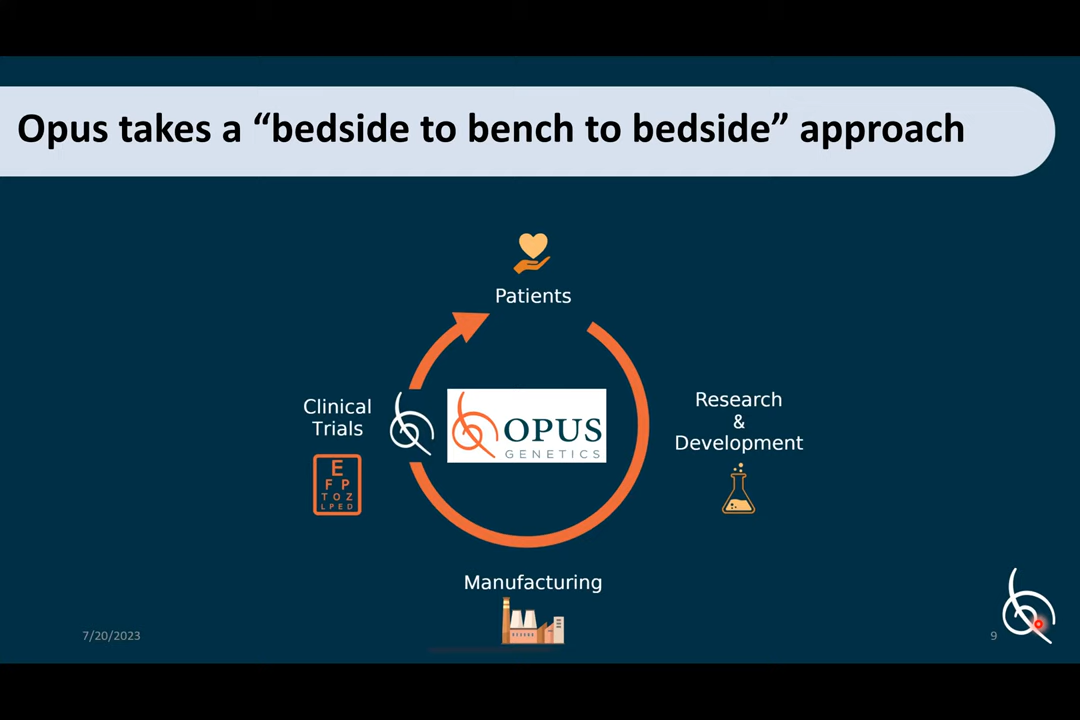 Opus takes a “bedside to bench to bedside” approach
Patients
Clinical
Trials
E
F P
T O Z
L P E D
OPUS
GENETICS
Research
&
Development
Manufacturing
7/20/2023
9